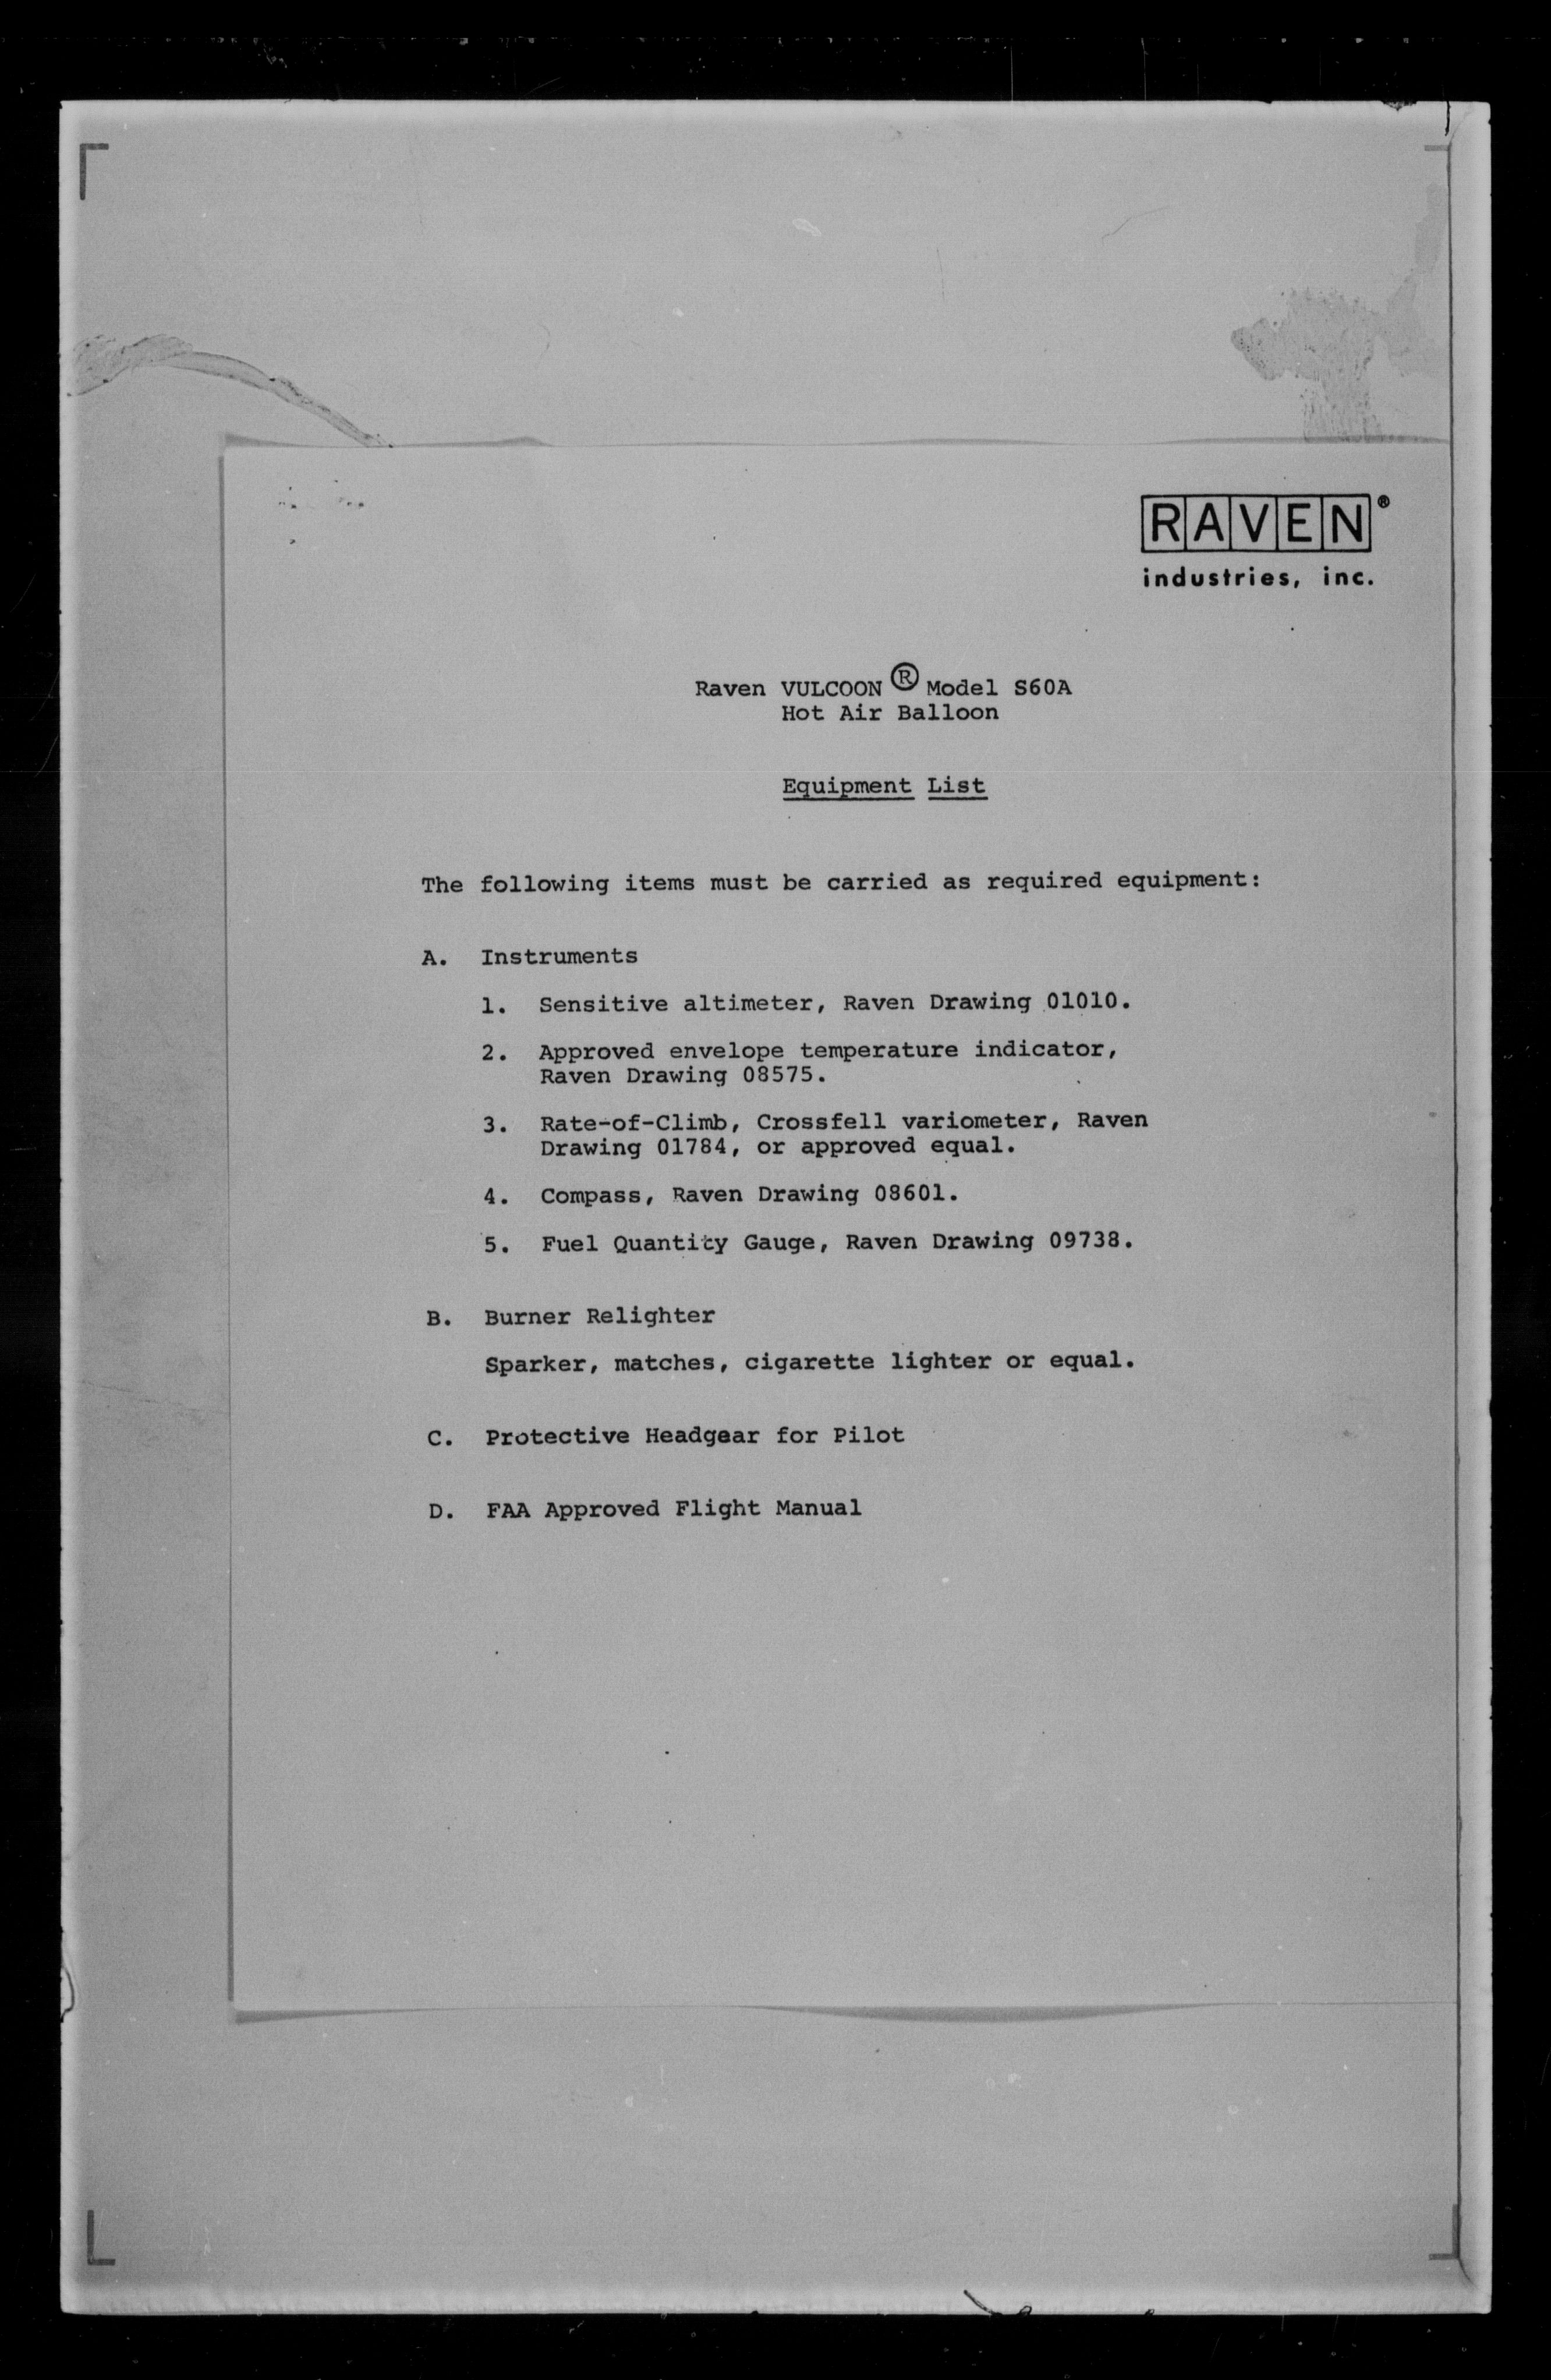 RAVEN®
industries, inc.
Raven VULCOON ® Model S60A
Hot Air Balloon
Equipment List
The following items must be carried as required equipment:
A. Instruments
1. Sensitive altimeter, Raven Drawing 01010.
2. Approved envelope temperature indicator,
Raven Drawing 08575.
3. Rate-of-Climb, Crossfell variometer, Raven
Drawing 01784, or approved equal.
4. Compass, Raven Drawing 08601.
5. Fuel Quantity Gauge, Raven Drawing 09738.
B. Burner Relighter
Sparker, matches, cigarette lighter or equal.
C. Protective Headgear for Pilot
D. FAA Approved Flight Manual